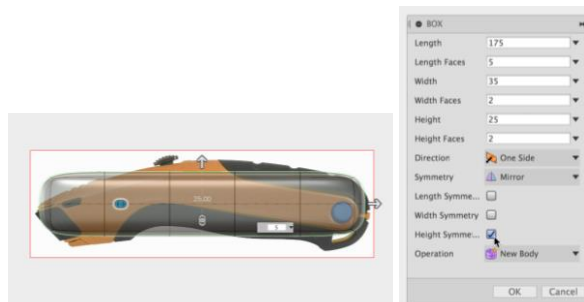 25.00
5
BOX
Length 175
Length Faces 5
Width 35
Width Faces 2
Height 25
Height Faces 2
Direction One Side
Symmetry Mirror
Length Symme...
Width Symmetry
Height Symme...
Operation New Body
OK Cancel